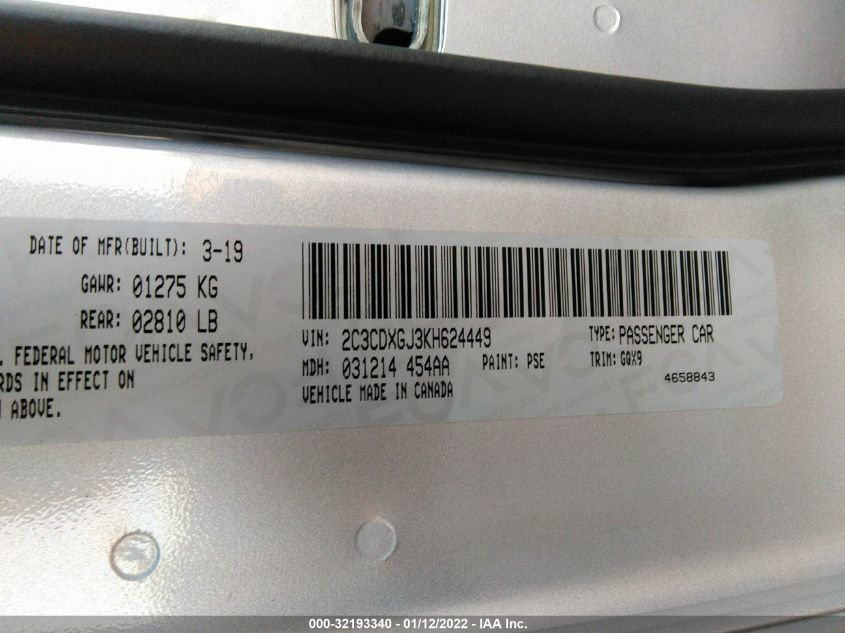 DATE OF MFR(BUILT): 3-19
GAWR: 01275 KG
REAR: 02810 LB
FEDERAL MOTOR VEHICLE SAFETY,
RDS IN EFFECT ON
ABOVE.
VIN: 2C3CDXGJ3KH624449 TYPE: PASSENGER CAR
MDH: 031214 454AA PAINT: PSE TRIM: GQX9
VEHICLE MADE IN CANADA 4658843
000-32193340 - 01/12/2022 - IAA Inc.